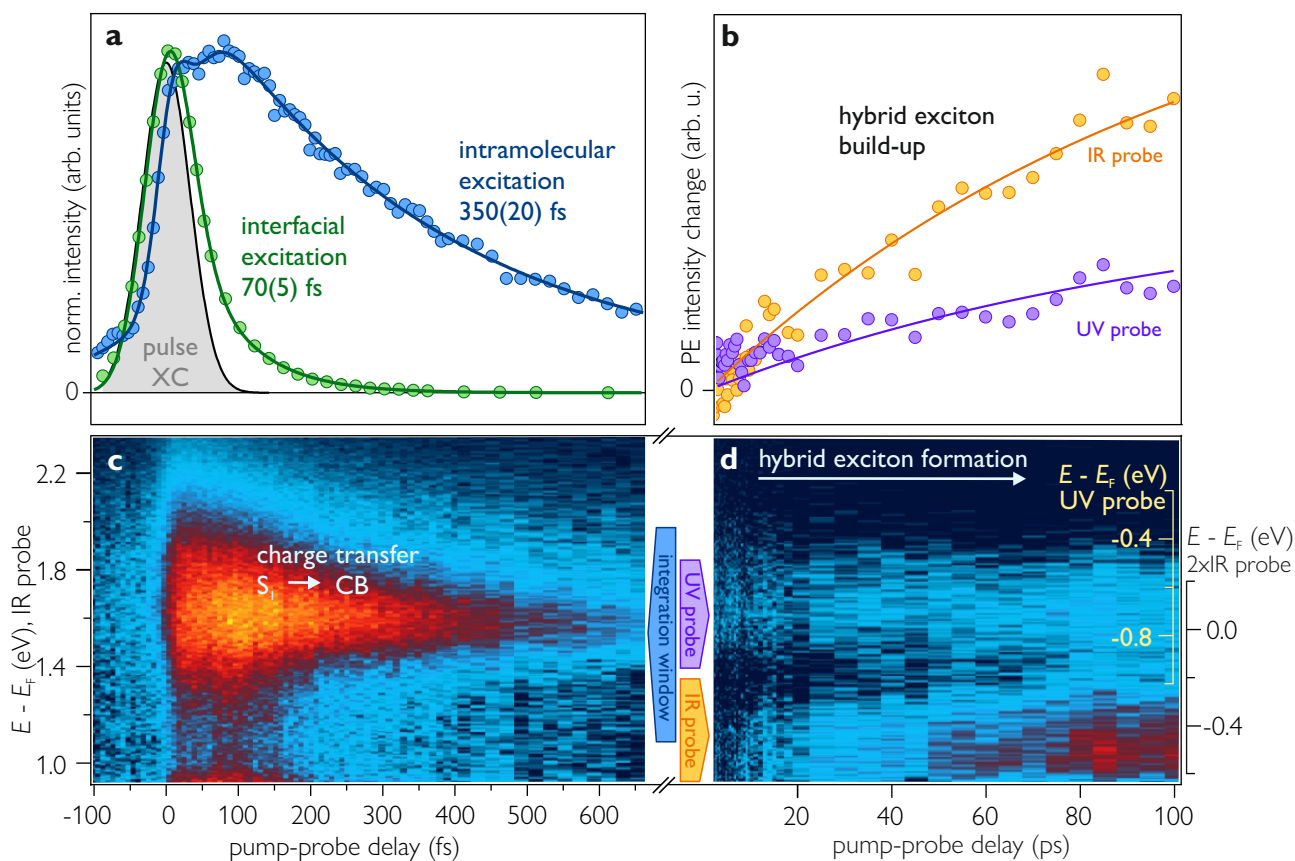 a
norm. intensity (arb. units)
0
pulse
XC
interfacial
excitation
70(5) fs
intramolecular
excitation
350(20) fs
b
PE intensity change (arb. u.)
0
hybrid exciton
build-up
IR probe
UV probe
c
E - E_F (eV), IR probe
2.2
1.8
1.4
1.0
charge transfer
S₁ → CB
-100
0
100
200
300
400
500
600
pump-probe delay (fs)
integration window
UV probe
IR probe
d
hybrid exciton formation
E - E_F (eV)
UV probe
-0.4
-0.8
E - E_F (eV)
2xIR probe
0.0
-0.4
20
40
60
80
100
pump-probe delay (ps)